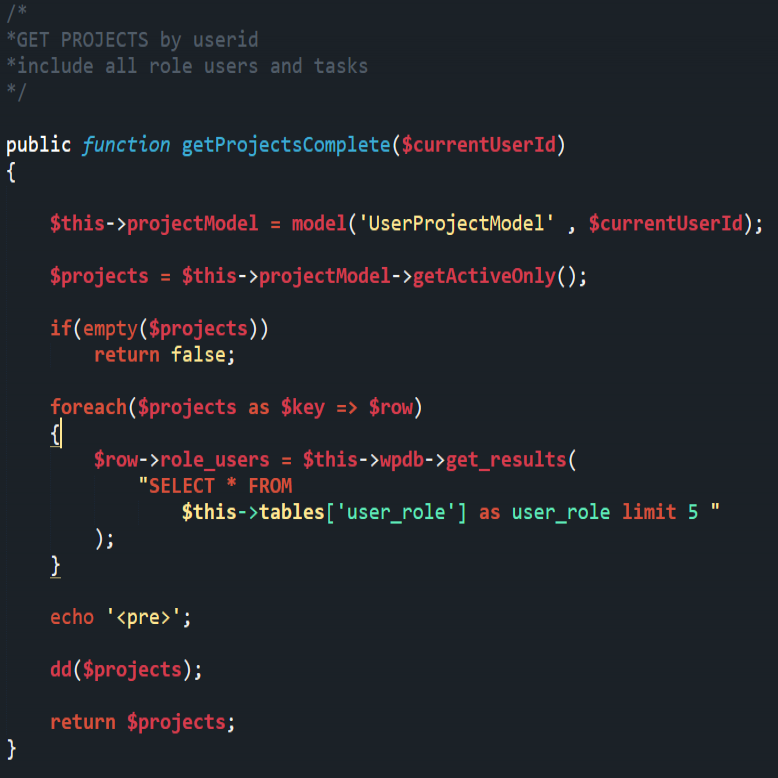 /*
*GET PROJECTS by userid
*include all role users and tasks
*/
public function getProjectsComplete($currentUserId)
{
$this->projectModel = model('UserProjectModel' , $currentUserId);
$projects = $this->projectModel->getActiveOnly();
if(empty($projects))
return false;
foreach($projects as $key => $row)
{
$row->role_users = $this->wpdb->get_results(
"SELECT * FROM
$this->tables['user_role'] as user_role limit 5 "
);
}
echo '<pre>';
dd($projects);
return $projects;
}